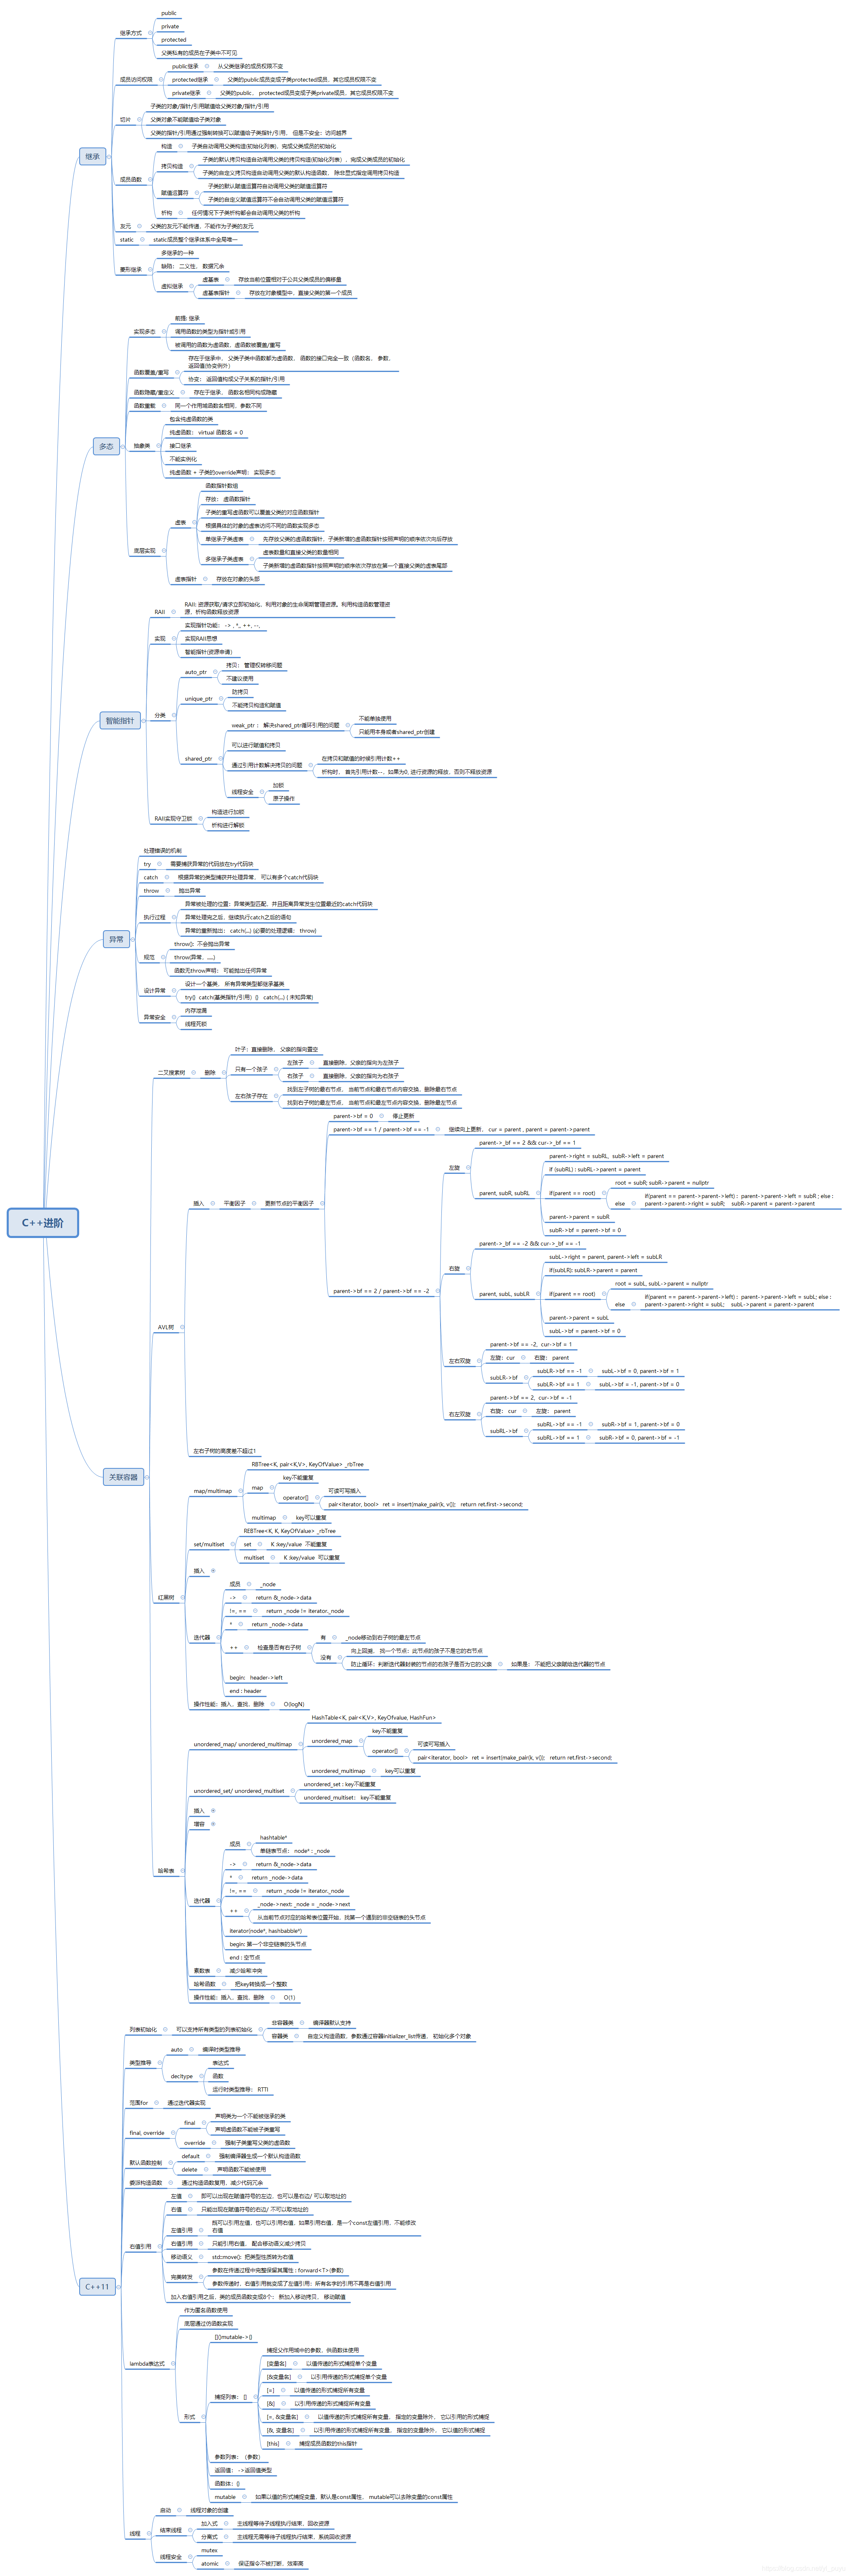 C++进阶
继承
继承方式
public
private
protected
父类私有的成员在子类中不可见
成员访问权限
public继承
从父类继承的成员权限不变
protected继承
父类的public成员变成子类protected成员，其它成员权限不变
private继承
父类的public、protected成员变成子类private成员，其它成员权限不变
切片
子类的对象/指针/引用赋值给父类对象/指针/引用
父类对象不能赋值给子类对象
父类的指针/引用通过强制转换可以赋值给子类指针/引用， 但是不安全：访问越界
成员函数
构造
子类自动调用父类构造(初始化列表)，完成父类成员的初始化
拷贝构造
子类的默认拷贝构造自动调用父类的拷贝构造(初始化列表），完成父类成员的初始化
子类的自定义拷贝构造自动调用父类的默认构造函数， 除非显式指定调用拷贝构造
赋值运算符
子类的默认赋值运算符自动调用父类的赋值运算符
子类的自定义赋值运算符不会自动调用父类的赋值运算符
析构
任何情况下子类析构都会自动调用父类的析构
友元
父类的友元不能传递，不能作为子类的友元
static
static成员整个继承体系中全局唯一
菱形继承
多继承的一种
缺陷： 二义性， 数据冗余
虚拟继承
虚基表
存放当前位置相对于公共父类成员的偏移量
虚基表指针
存放在对象模型中，直接父类的第一个成员
多态
实现多态
前提: 继承
调用函数的类型为指针或引用
被调用的函数为虚函数，虚函数被覆盖/重写
函数覆盖/重写
存在于继承中， 父类子类中函数都为虚函数， 函数的接口完全一致（函数名， 参数，
返回值(协变例外)
协变： 返回值构成父子关系的指针/引用
函数隐藏/重定义
存在于继承， 函数名相同构成隐藏
函数重载
同一个作用域函数名相同，参数不同
抽象类
包含纯虚函数的类
纯虚函数： virtual 函数名 = 0
接口继承
不能实例化
纯虚函数 + 子类的override声明： 实现多态
底层实现
虚表
函数指针数组
存放： 虚函数指针
子类的重写虚函数可以覆盖父类的对应函数指针
根据具体的对象的虚表访问不同的函数实现多态
单继承子类虚表
先存放父类的虚函数指针，子类新增的虚函数指针按照声明的顺序依次向后存放
多继承子类虚表
虚表数量和直接父类的数量相同
子类新增的虚函数指针按照声明的顺序依次存放在第一个直接父类的虚表尾部
虚表指针
存放在对象的头部
智能指针
RAII
RAII: 资源获取/请求立即初始化，利用对象的生命周期管理资源。利用构造函数管理资
源，析构函数释放资源
实现
实现指针功能： -> , *,, ++, --,
实现RAII思想
智能指针(资源申请)
分类
auto_ptr
拷贝： 管理权转移问题
不建议使用
unique_ptr
防拷贝
不能拷贝构造和赋值
shared_ptr
weak_ptr ： 解决shared_ptr循环引用的问题
不能单独使用
只能用本身或者shared_ptr创建
可以进行赋值和拷贝
通过引用计数解决拷贝的问题
在拷贝和赋值的时候引用计数++
析构时， 首先引用计数--，如果为0, 进行资源的释放，否则不释放资源
线程安全
加锁
原子操作
RAII实现守卫锁
构造进行加锁
析构进行解锁
异常
处理错误的机制
try
需要捕获异常的代码放在try代码块
catch
根据异常的类型捕获并处理异常， 可以有多个catch代码块
throw
抛出异常
执行过程
异常被处理的位置：异常类型匹配，并且距离异常发生位置最近的catch代码块
异常处理完之后，继续执行catch之后的语句
异常的重新抛出： catch(...) {必要的处理逻辑； throw}
规范
throw(): 不会抛出异常
throw(异常，.....)
函数无throw声明： 可能抛出任何异常
设计异常
设计一个基类， 所有异常类型都继承基类
try{} catch(基类指针/引用) {} catch(...) { 未知异常}
异常安全
内存泄漏
线程死锁
关联容器
二叉搜索树
删除
叶子：直接删除， 父亲的指向置空
只有一个孩子
左孩子
直接删除，父亲的指向为左孩子
右孩子
直接删除，父亲的指向为右孩子
左右孩子存在
找到左子树的最右节点， 当前节点和最右节点内容交换，删除最右节点
找到右子树的最左节点， 当前节点和最左节点内容交换，删除最左节点
AVL树
插入
平衡因子
更新节点的平衡因子
parent->bf = 0
停止更新
parent->bf == 1 / parent->bf == -1
继续向上更新， cur = parent , parent = parent->parent
parent->bf == 2 / parent->bf == -2
左旋
parent->_bf == 2 && cur->_bf == 1
parent, subR, subRL
parent->right = subRL, subR->left = parent
if (subRL) : subRL->parent = parent
if(parent == root)
root = subR; subR->parent = nullptr
else
if(parent == parent->parent->left) : parent->parent->left = subR ; else :
parent->parent->right = subR; subR->parent = parent->parent
parent->parent = subR
subR->bf = parent->bf = 0
右旋
parent->_bf == -2 && cur->_bf == -1
parent, subL, subLR
subL->right = parent, parent->left = subLR
if(subLR): subLR->parent = parent
if(parent == root)
root = subL, subL->parent = nullptr
else
if(parent == parent->parent->left) : parent->parent->left = subL; else :
parent->parent->right = subL; subL->parent = parent->parent
parent->parent = subL
subL->bf = parent->bf = 0
左右双旋
parent->bf == -2, cur->bf = 1
左旋：cur
右旋： parent
subLR->bf
subLR->bf == -1
subL->bf = 0, parent->bf = 1
subLR->bf == 1
subL->bf = -1, parent->bf = 0
右左双旋
parent->bf == 2, cur->bf = -1
右旋： cur
左旋： parent
subRL->bf
subRL->bf == -1
subR->bf = 1, parent->bf = 0
subRL->bf == 1
subR->bf = 0, parent->bf = -1
左右子树的高度差不超过1
红黑树
map/multimap
RBTree<K, pair<K,V>, KeyOfValue> _rbTree
map
key不能重复
operator[]
可读可写插入
pair<iterator, bool> ret = insert(make_pair(k, v)); return ret.first->second;
multimap
key可以重复
set/multiset
REBTree<K, K, KeyOfValue> _rbTree
set
K :key/value 不能重复
multiset
K :key/value 可以重复
插入
迭代器
成员
_node
->
return &_node->data
!=, ==
return _node != Iterator._node
*
return _node->data
++
检查是否有右子树
有
_node移动到右子树的最左节点
没有
向上回溯， 找一个节点：此节点的孩子不是它的右节点
防止循环：判断迭代器封装的节点的右孩子是否为它的父亲
如果是： 不能把父亲赋给迭代器的节点
begin: header->left
end : header
操作性能：插入，查找，删除
O(logN)
哈希表
unordered_map/ unordered_multimap
HashTable<K, pair<K,V>, KeyOfvalue, HashFun>
unordered_map
key不能重复
operator[]
可读可写插入
pair<iterator, bool> ret = insert(make_pair(k, v)); return ret.first->second;
unordered_multimap
key可以重复
unordered_set/ unordered_multiset
unordered_set : key不能重复
unordered_multiset： key不能重复
插入
增容
迭代器
成员
hashtable*
单链表节点： node* : _node
->
return &_node->data
*
return _node->data
!=, ==
return _node != Iterator._node
++
_node->next: _node = _node->next
从当前节点对应的哈希表位置开始，找第一个遇到的非空链表的头节点
Iterator(node*, hashbabble*)
begin: 第一个非空链表的头节点
end : 空节点
素数表
减少哈希冲突
哈希函数
把key转换成一个整数
操作性能：插入，查找，删除
O(1)
C++11
列表初始化
可以支持所有类型的列表初始化
非容器类
编译器默认支持
容器类
自定义构造函数，参数通过容器initializer_list传递， 初始化多个对象
类型推导
auto
编译时类型推导
decltype
表达式
函数
运行时类型推导： RTTI
范围for
通过迭代器实现
final, override
final
声明类为一个不能被继承的类
声明虚函数不能被子类重写
override
强制子类重写父类的虚函数
默认函数控制
default
强制编译器生成一个默认构造函数
delete
声明函数不能被使用
委派构造函数
通过构造函数复用，减少代码冗余
右值引用
左值
即可以出现在赋值符号的左边，也可以是右边/ 可以取地址的
右值
只能出现在赋值符号的右边/ 不可以取地址的
左值引用
既可以引用左值，也可以引用右值，如果引用右值，是一个const左值引用，不能修改
右值
右值引用
只能引用右值， 配合移动语义减少拷贝
移动语义
std::move(): 把类型性质转为右值
完美转发
参数在传递过程中完整保留其属性 : forward<T>(参数)
参数传递时，右值引用就变成了左值引用；所有名字的引用不再是右值引用
加入右值引用之后，类的成员函数变成8个： 新加入移动拷贝， 移动赋值
lambda表达式
作为匿名函数使用
底层通过仿函数实现
形式
[]()mutable->{}
捕捉列表： []
捕捉父作用域中的参数，供函数体使用
[变量名]
以值传递的形式捕捉单个变量
[&变量名]
以引用传递的形式捕捉单个变量
[=]
以值传递的形式捕捉所有变量
[&]
以引用传递的形式捕捉所有变量
[=, &变量名]
以值传递的形式捕捉所有变量， 指定的变量除外， 它以引用的形式捕捉
[&, 变量名]
以引用传递的形式捕捉所有变量， 指定的变量除外， 它以值的形式捕捉
[this]
捕捉成员函数的this指针
参数列表：（参数）
返回值： ->返回值类型
函数体：{}
mutable
如果以值的形式捕捉变量，默认是const属性， mutable可以去除变量的const属性
线程
启动
线程对象的创建
结束线程
加入式
主线程等待子线程执行结束，回收资源
分离式
主线程无需等待子线程执行结束，系统回收资源
线程安全
mutex
atomic
保证指令不被打断，效率高